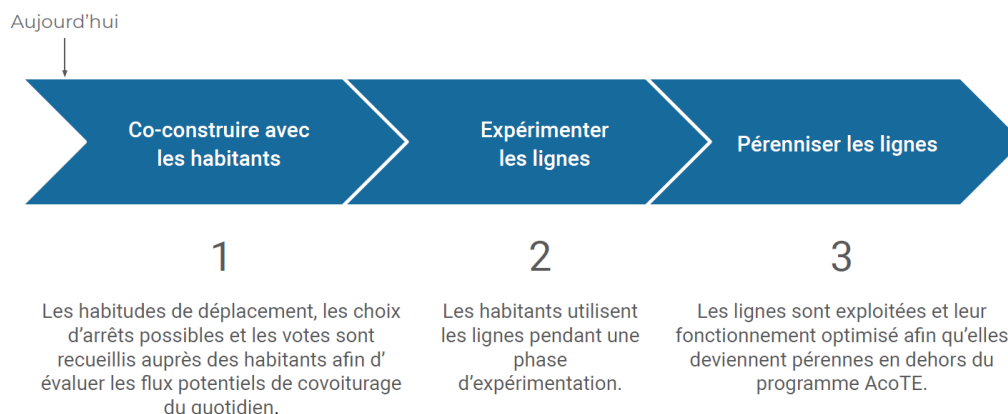 Aujourd'hui
Co-construire avec
les habitants
Expérimenter
les lignes
Pérenniser les lignes
1
2
3
Les habitudes de déplacement, les choix
d'arrêts possibles et les votes sont
recueillis auprès des habitants afin d'
évaluer les flux potentiels de covoiturage
du quotidien.
Les habitants utilisent
les lignes pendant une
phase
d'expérimentation.
Les lignes sont exploitées et leur
fonctionnement optimisé afin qu'elles
deviennent pérennes en dehors du
programme AcoTE.